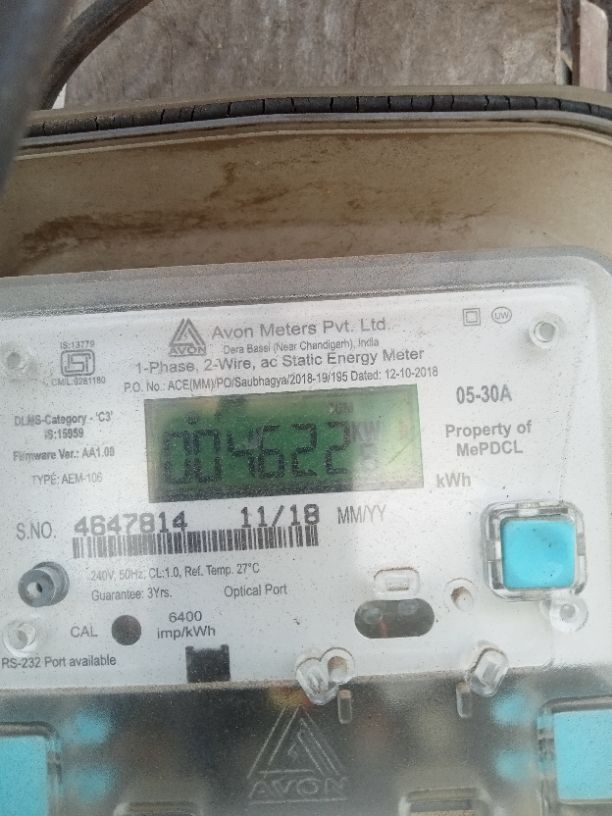 Avon Meters Pvt. Ltd.
AVON
Dera Bassi (Near Chandigarh), India
1-Phase, 2-Wire, ac Static Energy Meter
P.O. No.: ACE(MM)/PO/Saubhagya/2018-19/195 Dated: 12-10-2018
UW
IS:13779
CM/L:0281180
DLMS-Category - 'C3'
IS:15959
Firmware Ver.: AA1.09
TYPE: AEM-106
05-30A
Property of
MePDCL
004622
kWh
S.NO. 4647814 11/18 MM/YY
240V, 50Hz, CL:1.0, Ref. Temp. 27°C
Guarantee: 3Yrs. Optical Port
CAL
6400
imp/kWh
RS-232 Port available
AVON